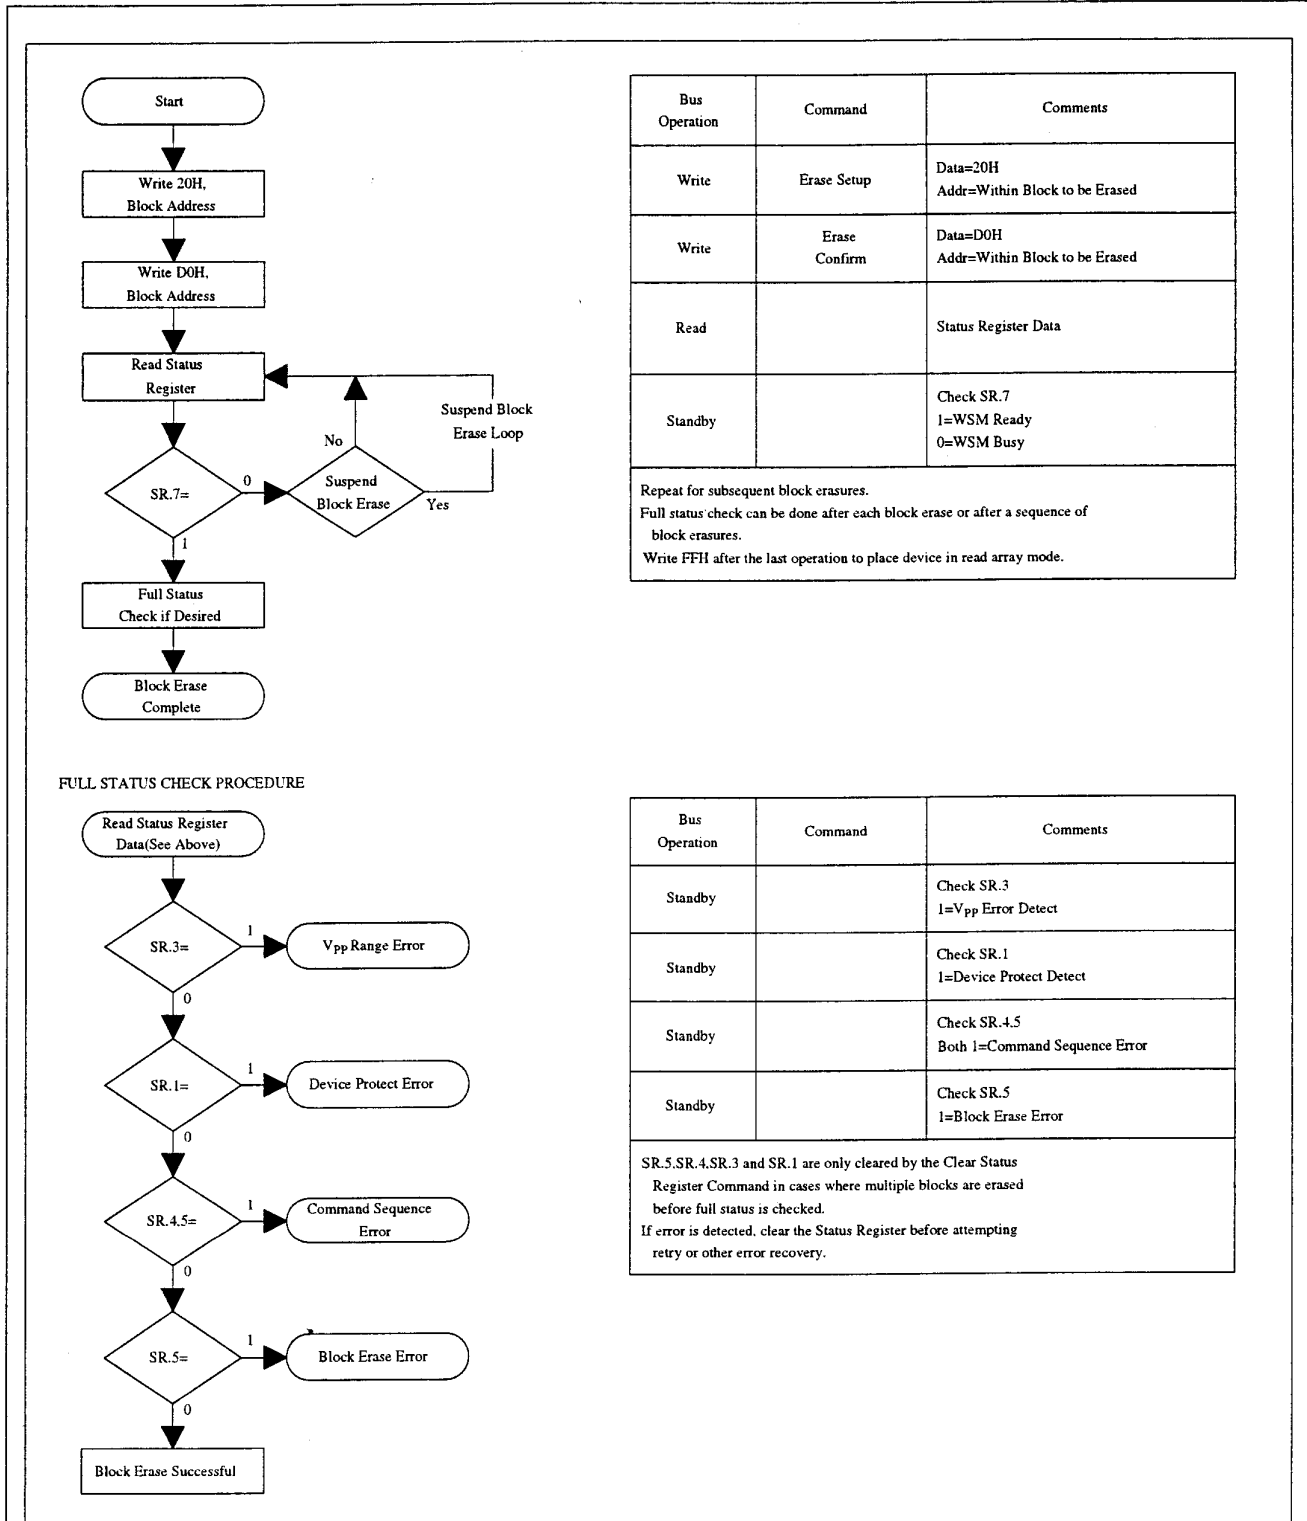 Start
Write 20H,
Block Address
Write D0H,
Block Address
Read Status
Register
Suspend Block
Erase Loop
No
SR.7=
0
Suspend
Block Erase
Yes
1
Full Status
Check if Desired
Block Erase
Complete
Bus
Operation
Command
Comments
Write
Erase Setup
Data=20H
Addr=Within Block to be Erased
Write
Erase
Confirm
Data=D0H
Addr=Within Block to be Erased
Read
Status Register Data
Standby
Check SR.7
1=WSM Ready
0=WSM Busy
Repeat for subsequent block erasures.
Full status check can be done after each block erase or after a sequence of
block erasures.
Write FFH after the last operation to place device in read array mode.
FULL STATUS CHECK PROCEDURE
Read Status Register
Data(See Above)
SR.3=
1
VPP Range Error
0
SR.1=
1
Device Protect Error
0
SR.4.5=
1
Command Sequence
Error
0
SR.5=
1
Block Erase Error
0
Block Erase Successful
Bus
Operation
Command
Comments
Standby
Check SR.3
1=VPP Error Detect
Standby
Check SR.1
1=Device Protect Detect
Standby
Check SR.4.5
Both 1=Command Sequence Error
Standby
Check SR.5
1=Block Erase Error
SR.5,SR.4,SR.3 and SR.1 are only cleared by the Clear Status
Register Command in cases where multiple blocks are erased
before full status is checked.
If error is detected, clear the Status Register before attempting
retry or other error recovery.